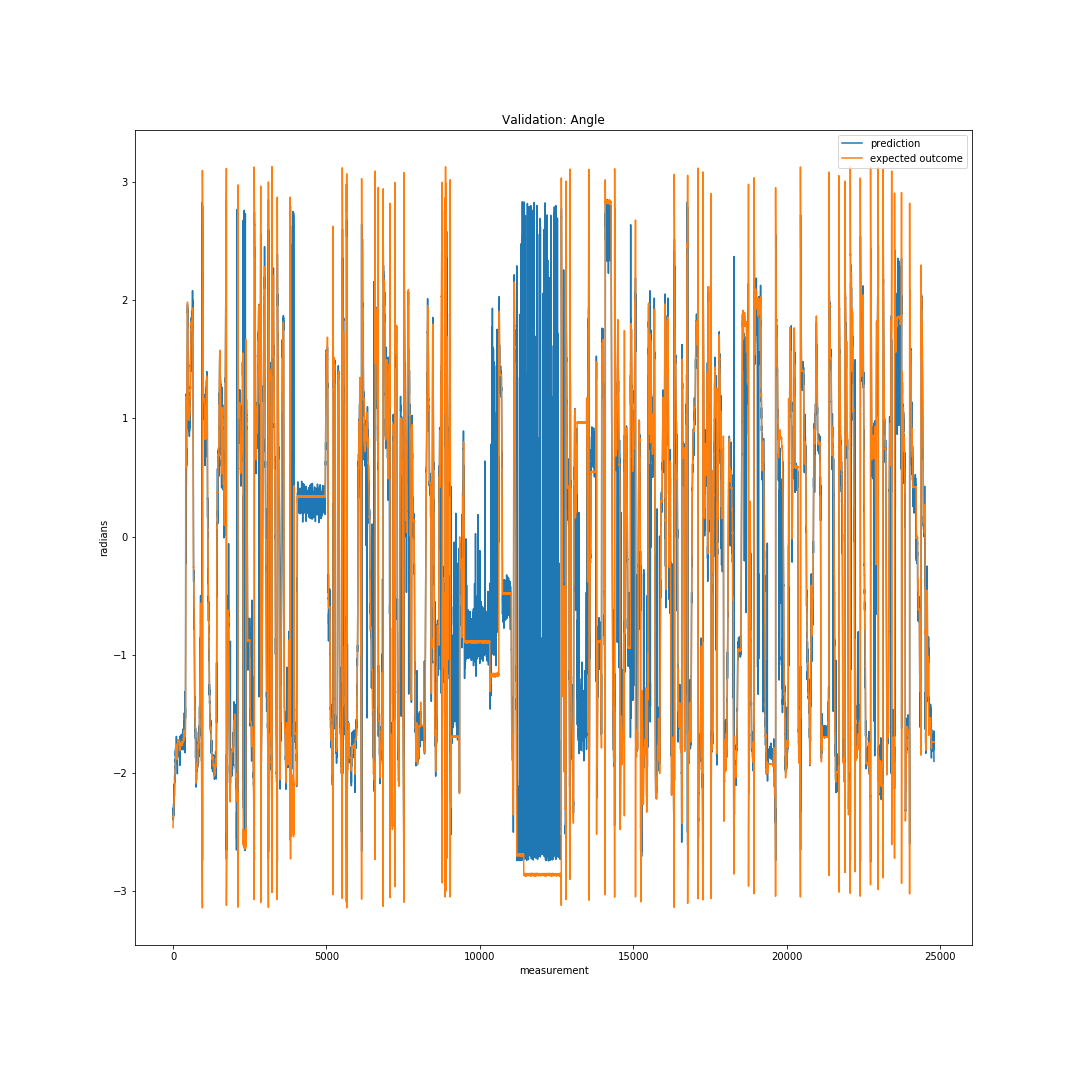 Validation: Angle
prediction
expected outcome
3
2
1
0
−1
−2
−3
radians
0
5000
10000
15000
20000
25000
measurement